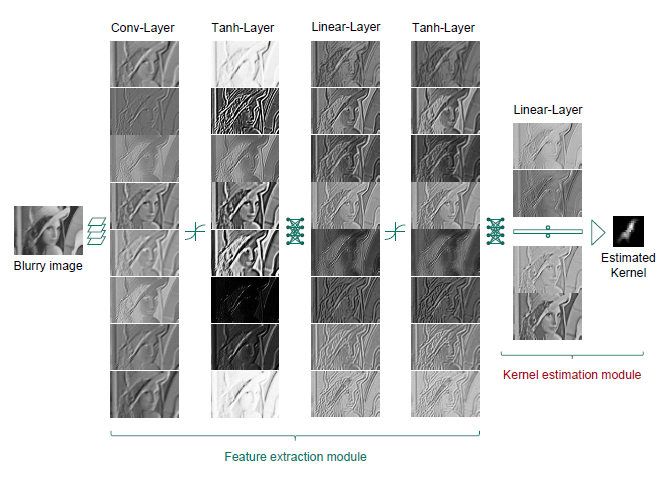 Conv-Layer
Tanh-Layer
Linear-Layer
Tanh-Layer
Linear-Layer
Blurry image
Estimated
Kernel
Kernel estimation module
Feature extraction module